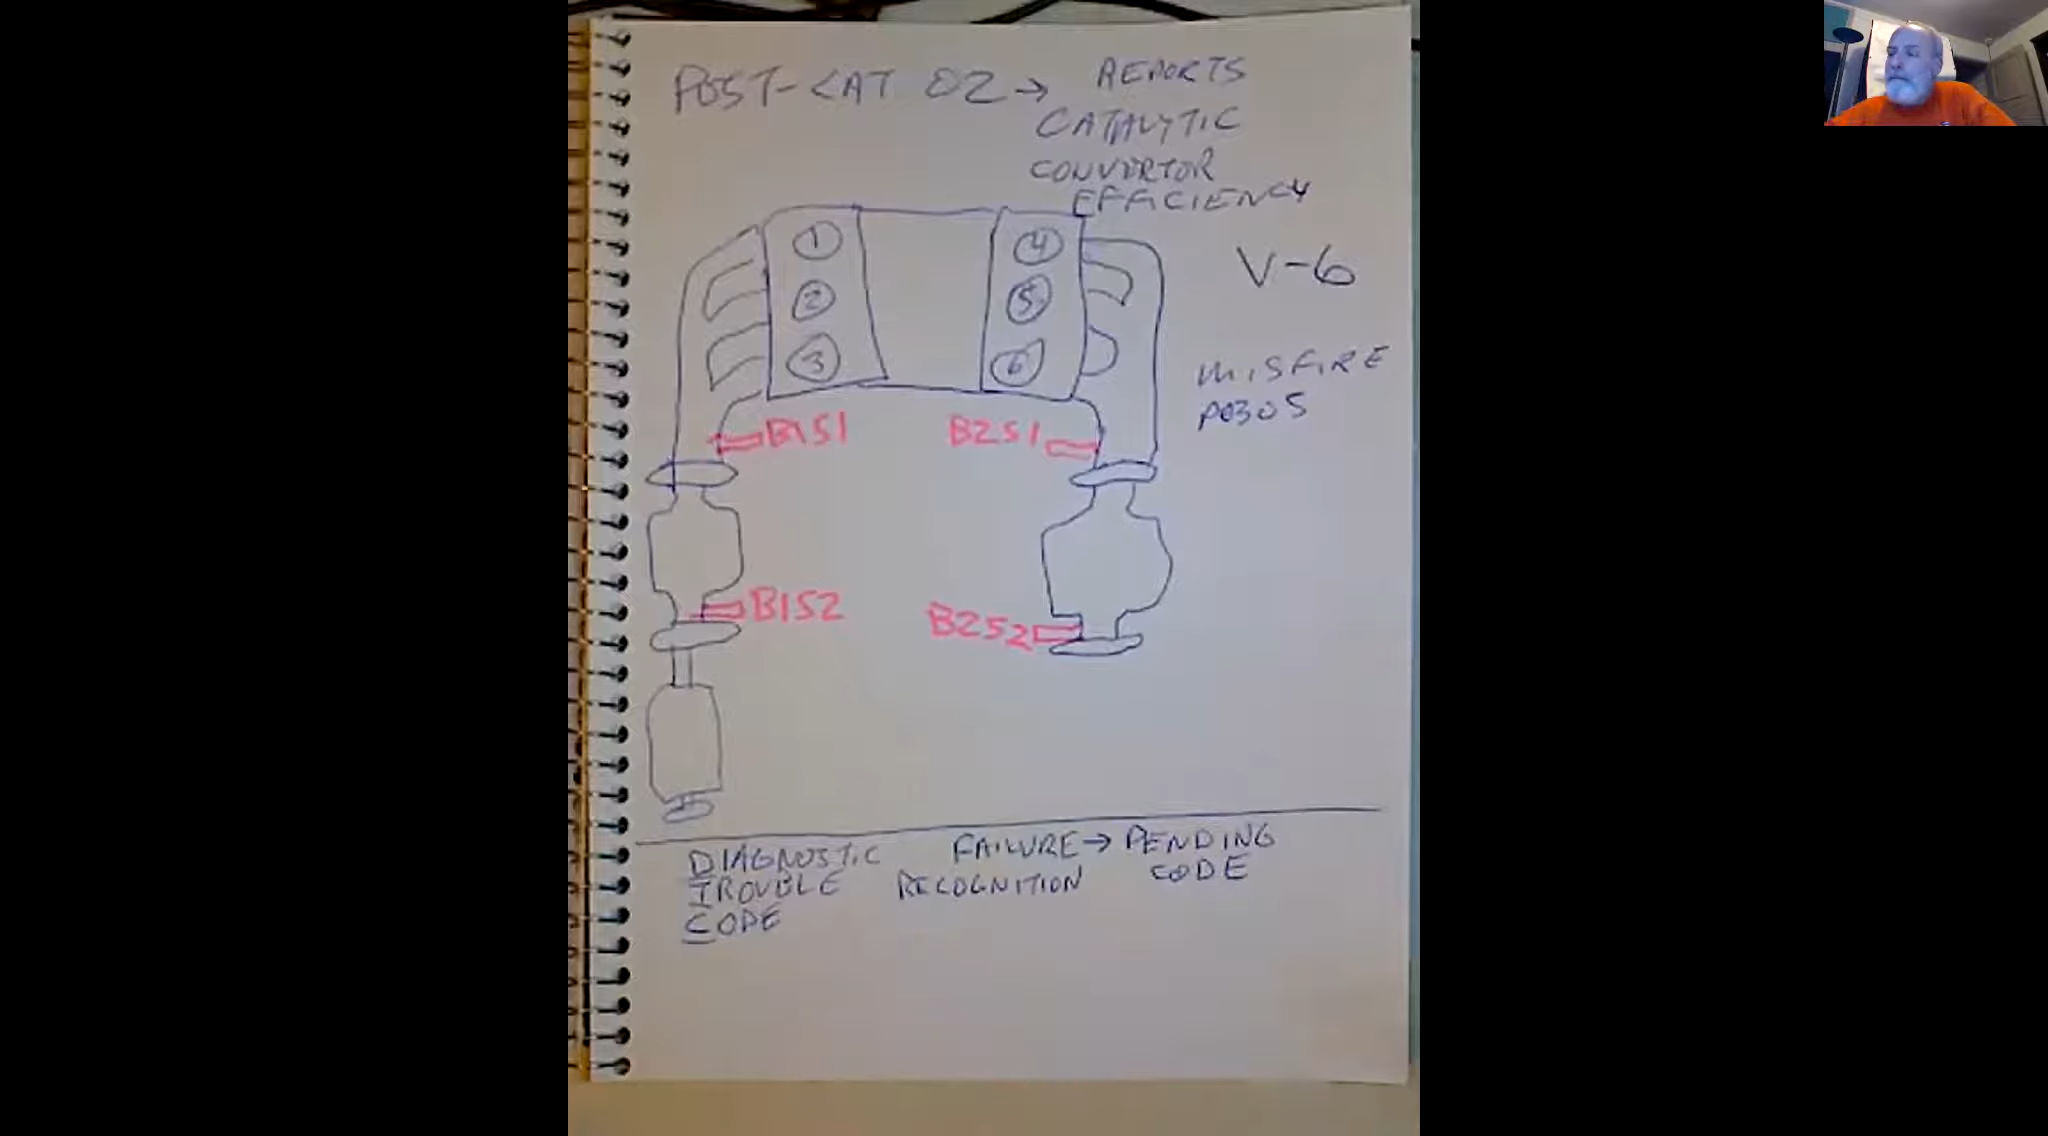 POST-CAT O2 → REPORTS
CATALYTIC
CONVERTOR
EFFICIENCY
1 4
V-6
2 5
3 6
MISFIRE
P0305
B1S1 B2S1
B1S2 B2S2
DIAGNOSTIC FAILURE → PENDING
TROUBLE RECOGNITION CODE
CODE